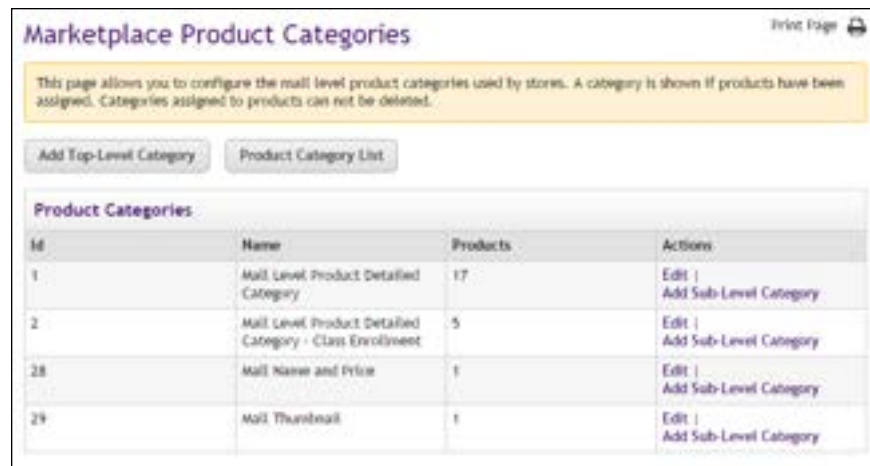 Marketplace Product Categories
Print Page
This page allows you to configure the mall level product categories used by stores. A category is shown if products have been
assigned. Categories assigned to products can not be deleted.
Add Top-Level Category
Product Category List
Product Categories
Id Name Products Actions
1 Mall Level Product Detailed 17 Edit |
Category Add Sub-Level Category
2 Mall Level Product Detailed 5 Edit |
Category - Class Enrollment Add Sub-Level Category
28 Mall Name and Price 1 Edit |
Add Sub-Level Category
29 Mall Thumbnail 1 Edit |
Add Sub-Level Category